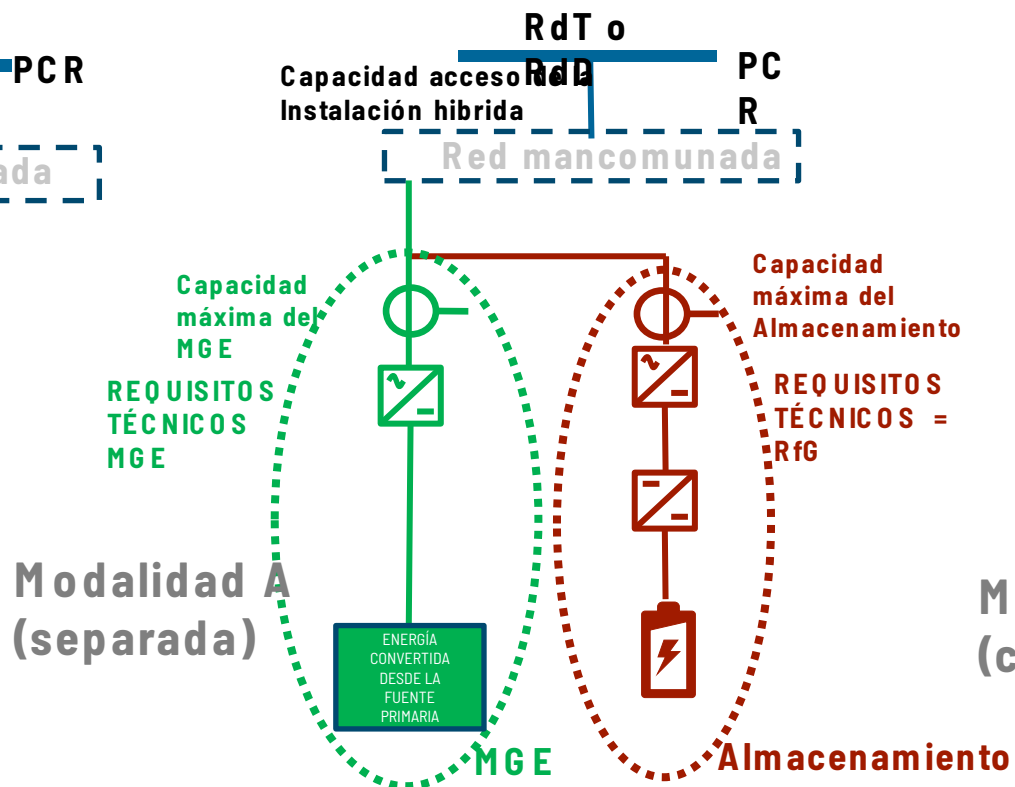 RdT o
RdD
PCR
PC
R
Capacidad acceso de la
Instalación hibrida
ada
Red mancomunada
Capacidad
máxima del
MGE
Capacidad
máxima del
Almacenamiento
REQUISITOS
TÉCNICOS
MGE
REQUISITOS
TÉCNICOS =
RfG
Modalidad A
(separada)
M
(c
ENERGÍA
CONVERTIDA
DESDE LA
FUENTE
PRIMARIA
MGE
Almacenamiento